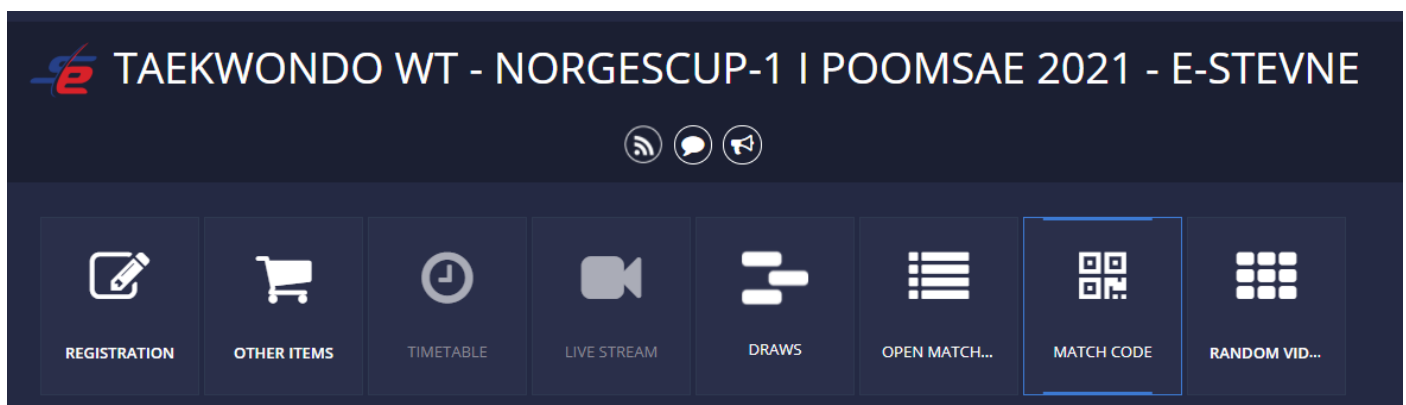 TAEKWONDO WT - NORGESCUP-1 I POOMSAE 2021 - E-STEVNE
REGISTRATION
OTHER ITEMS
TIMETABLE
LIVE STREAM
DRAWS
OPEN MATCH...
MATCH CODE
RANDOM VID...